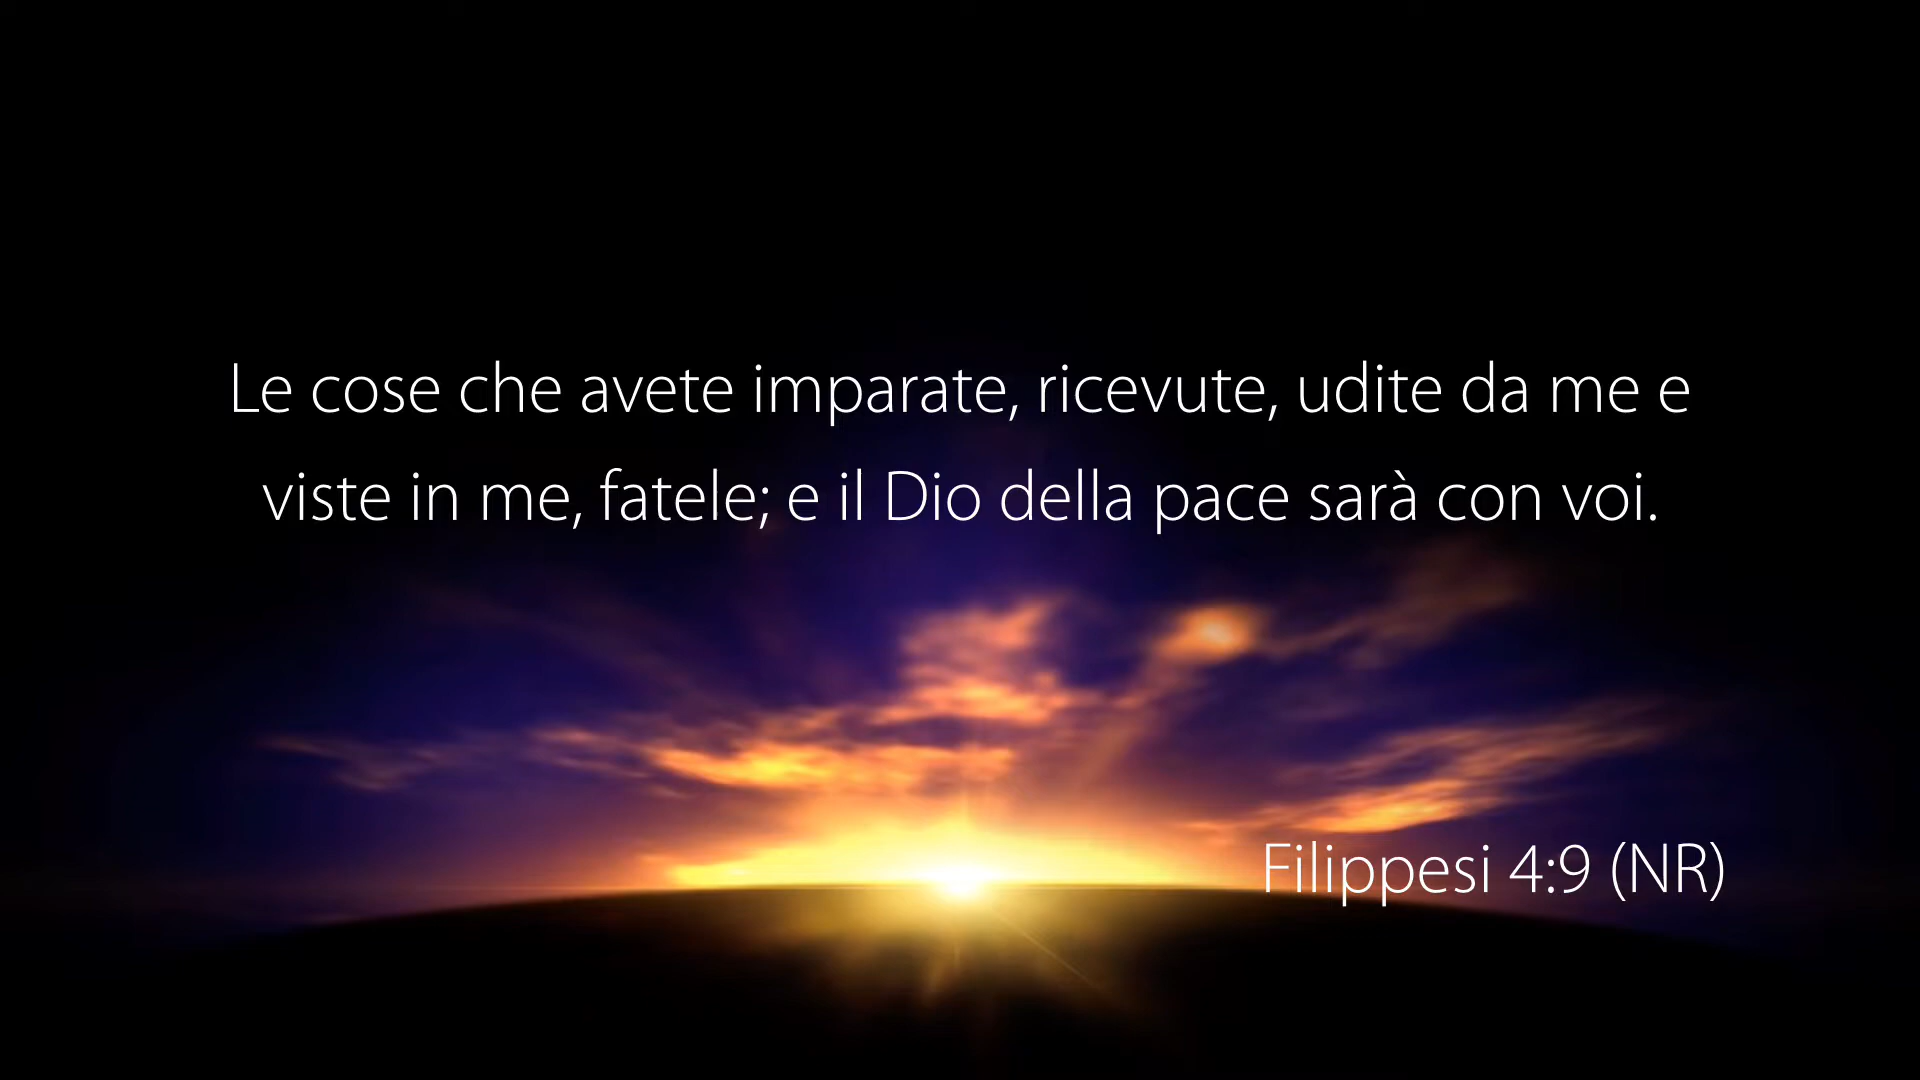 Le cose che avete imparate, ricevute, udite da me e
viste in me, fatele; e il Dio della pace sarà con voi.
Filippesi 4:9 (NR)